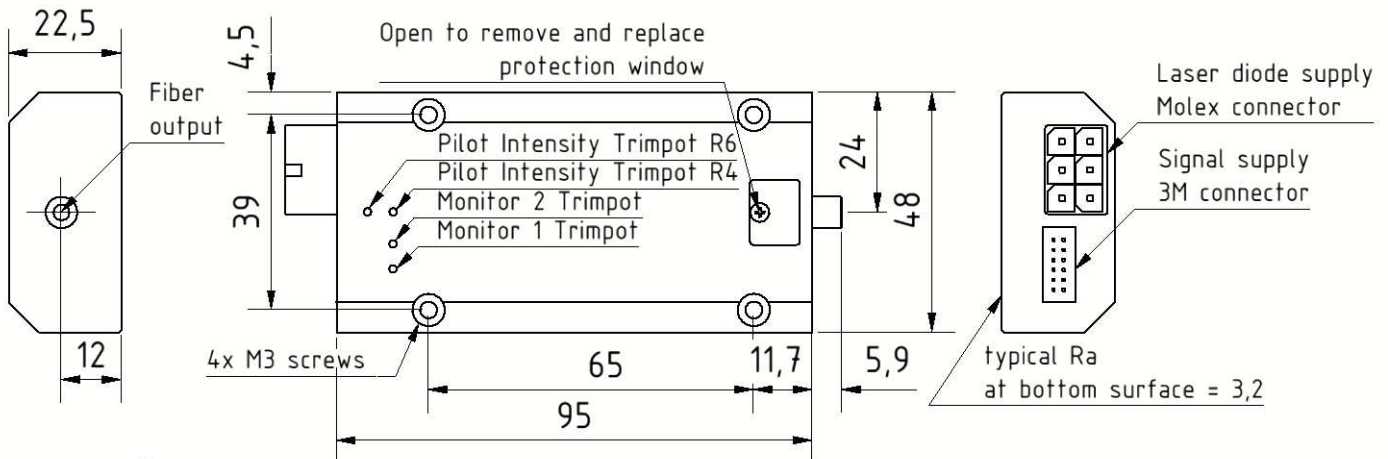 22,5
4,5
Open to remove and replace
protection window
Fiber
output
Laser diode supply
Molex connector
Pilot Intensity Trimpot R6
Pilot Intensity Trimpot R4
Monitor 2 Trimpot
Monitor 1 Trimpot
Signal supply
3M connector
39
24
48
12
4x M3 screws
65
11,7
5,9
95
typical Ra
at bottom surface = 3,2